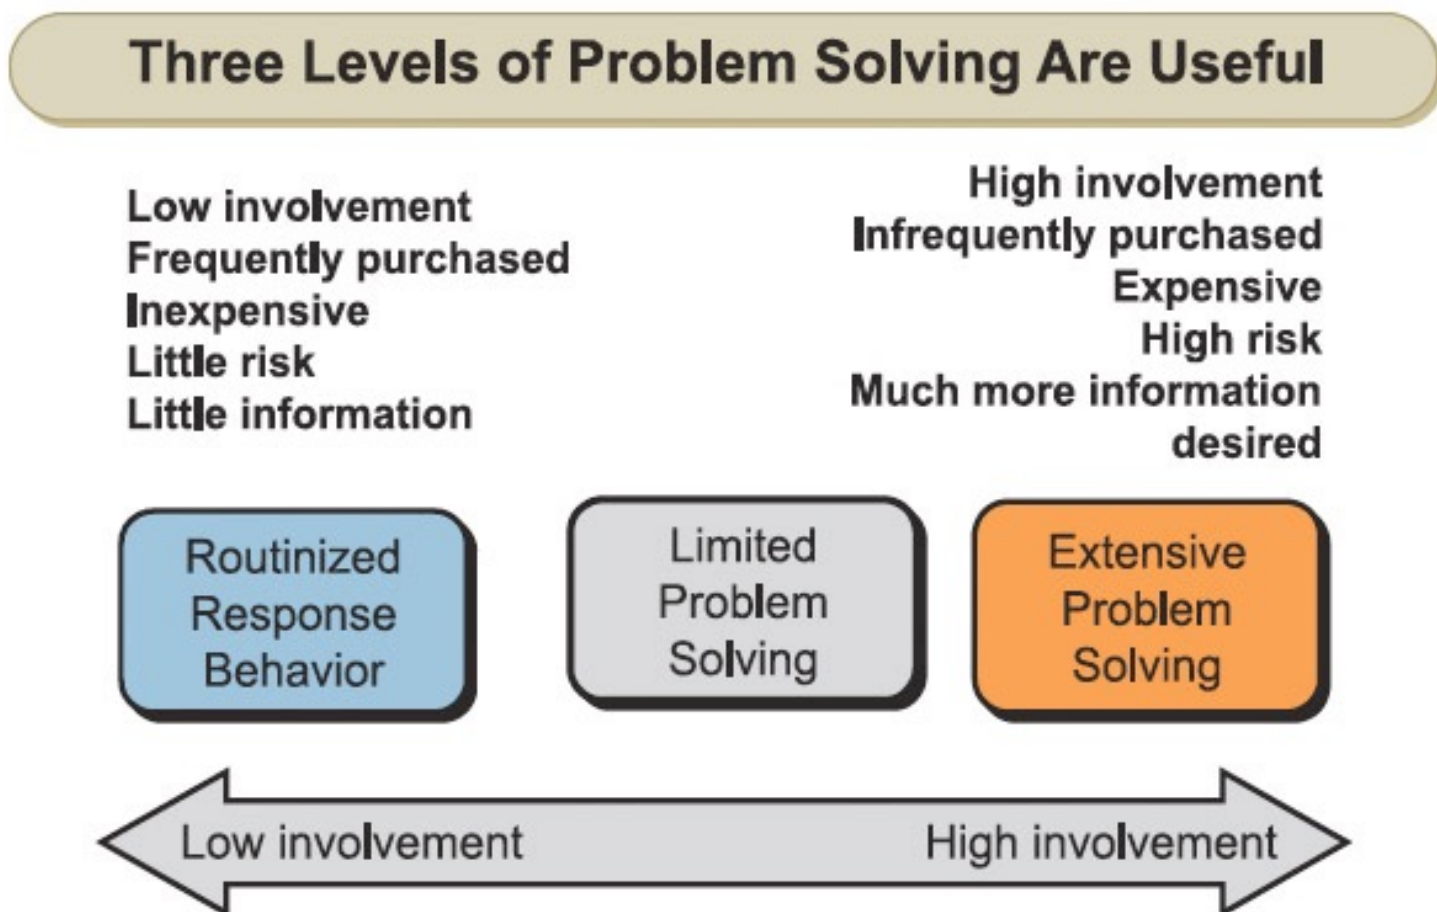 Three Levels of Problem Solving Are Useful
Low involvement
Frequently purchased
Inexpensive
Little risk
Little information
High involvement
Infrequently purchased
Expensive
High risk
Much more information
desired
Routinized
Response
Behavior
Limited
Problem
Solving
Extensive
Problem
Solving
Low involvement
High involvement